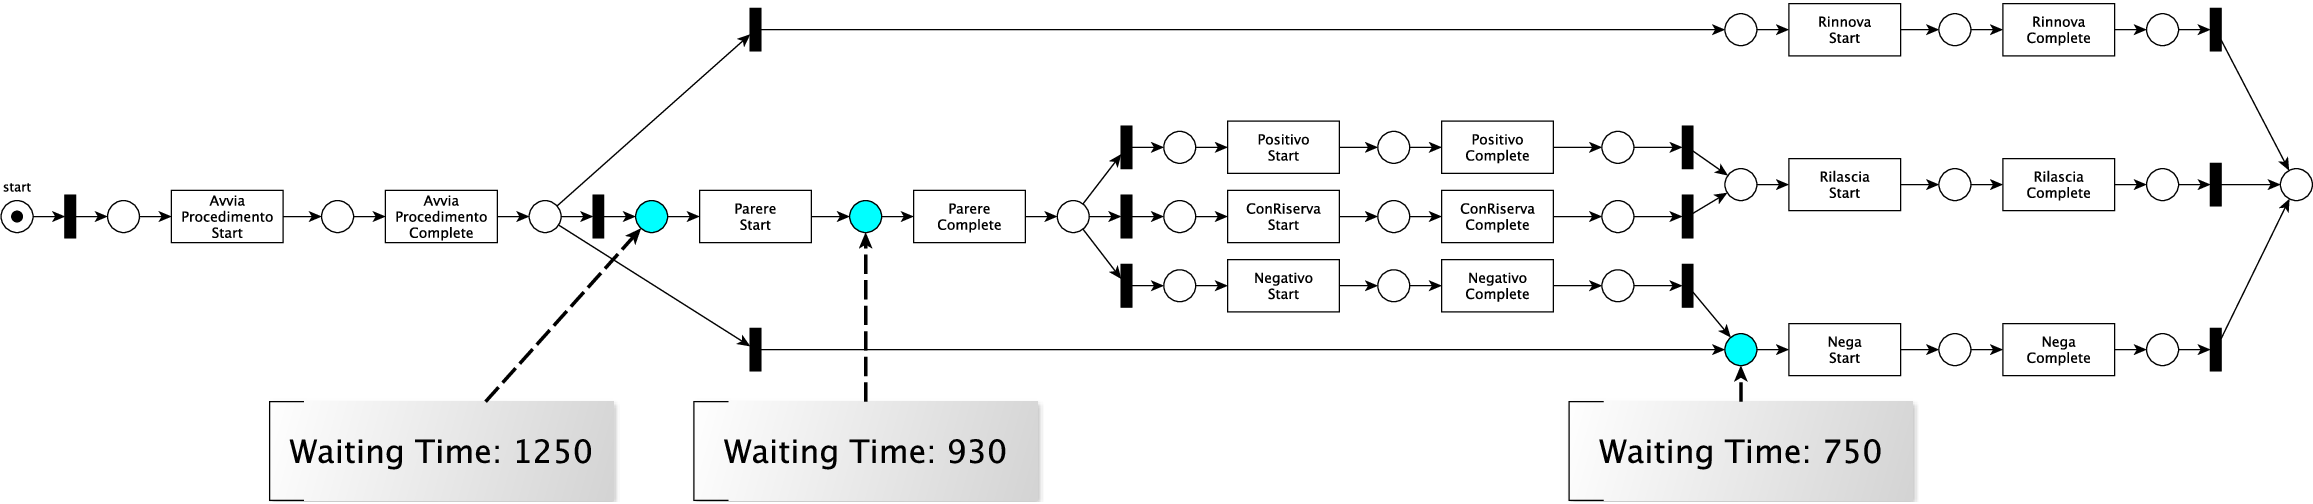 Rinnova
Start
Rinnova
Complete
Positivo
Start
Positivo
Complete
start
Avvia
Procedimento
Start
Avvia
Procedimento
Complete
Parere
Start
Parere
Complete
ConRiserva
Start
ConRiserva
Complete
Rilascia
Start
Rilascia
Complete
Negativo
Start
Negativo
Complete
Nega
Start
Nega
Complete
Waiting Time: 1250
Waiting Time: 930
Waiting Time: 750